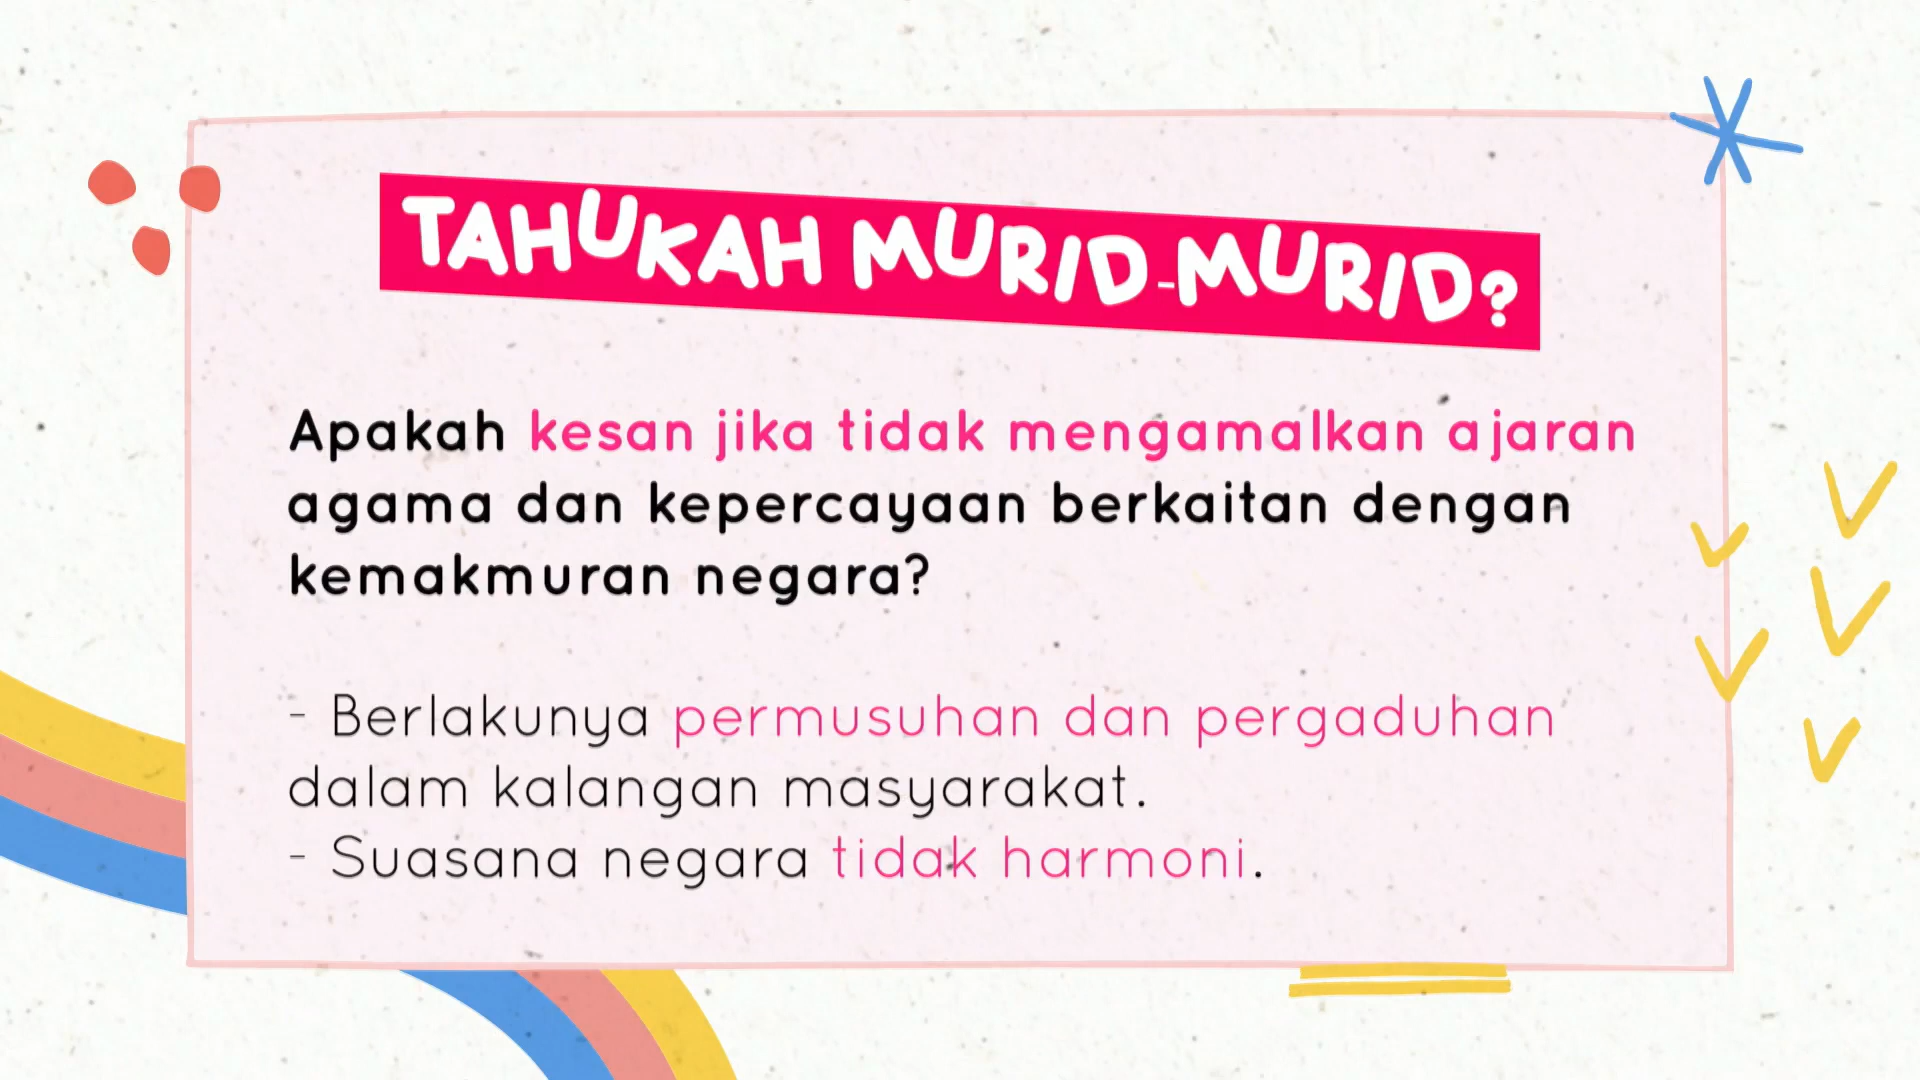 TAHUKAH MURID-MURID?
Apakah kesan jika tidak mengamalkan ajaran
agama dan kepercayaan berkaitan dengan
kemakmuran negara?
- Berlakunya permusuhan dan pergaduhan
dalam kalangan masyarakat.
- Suasana negara tidak harmoni.